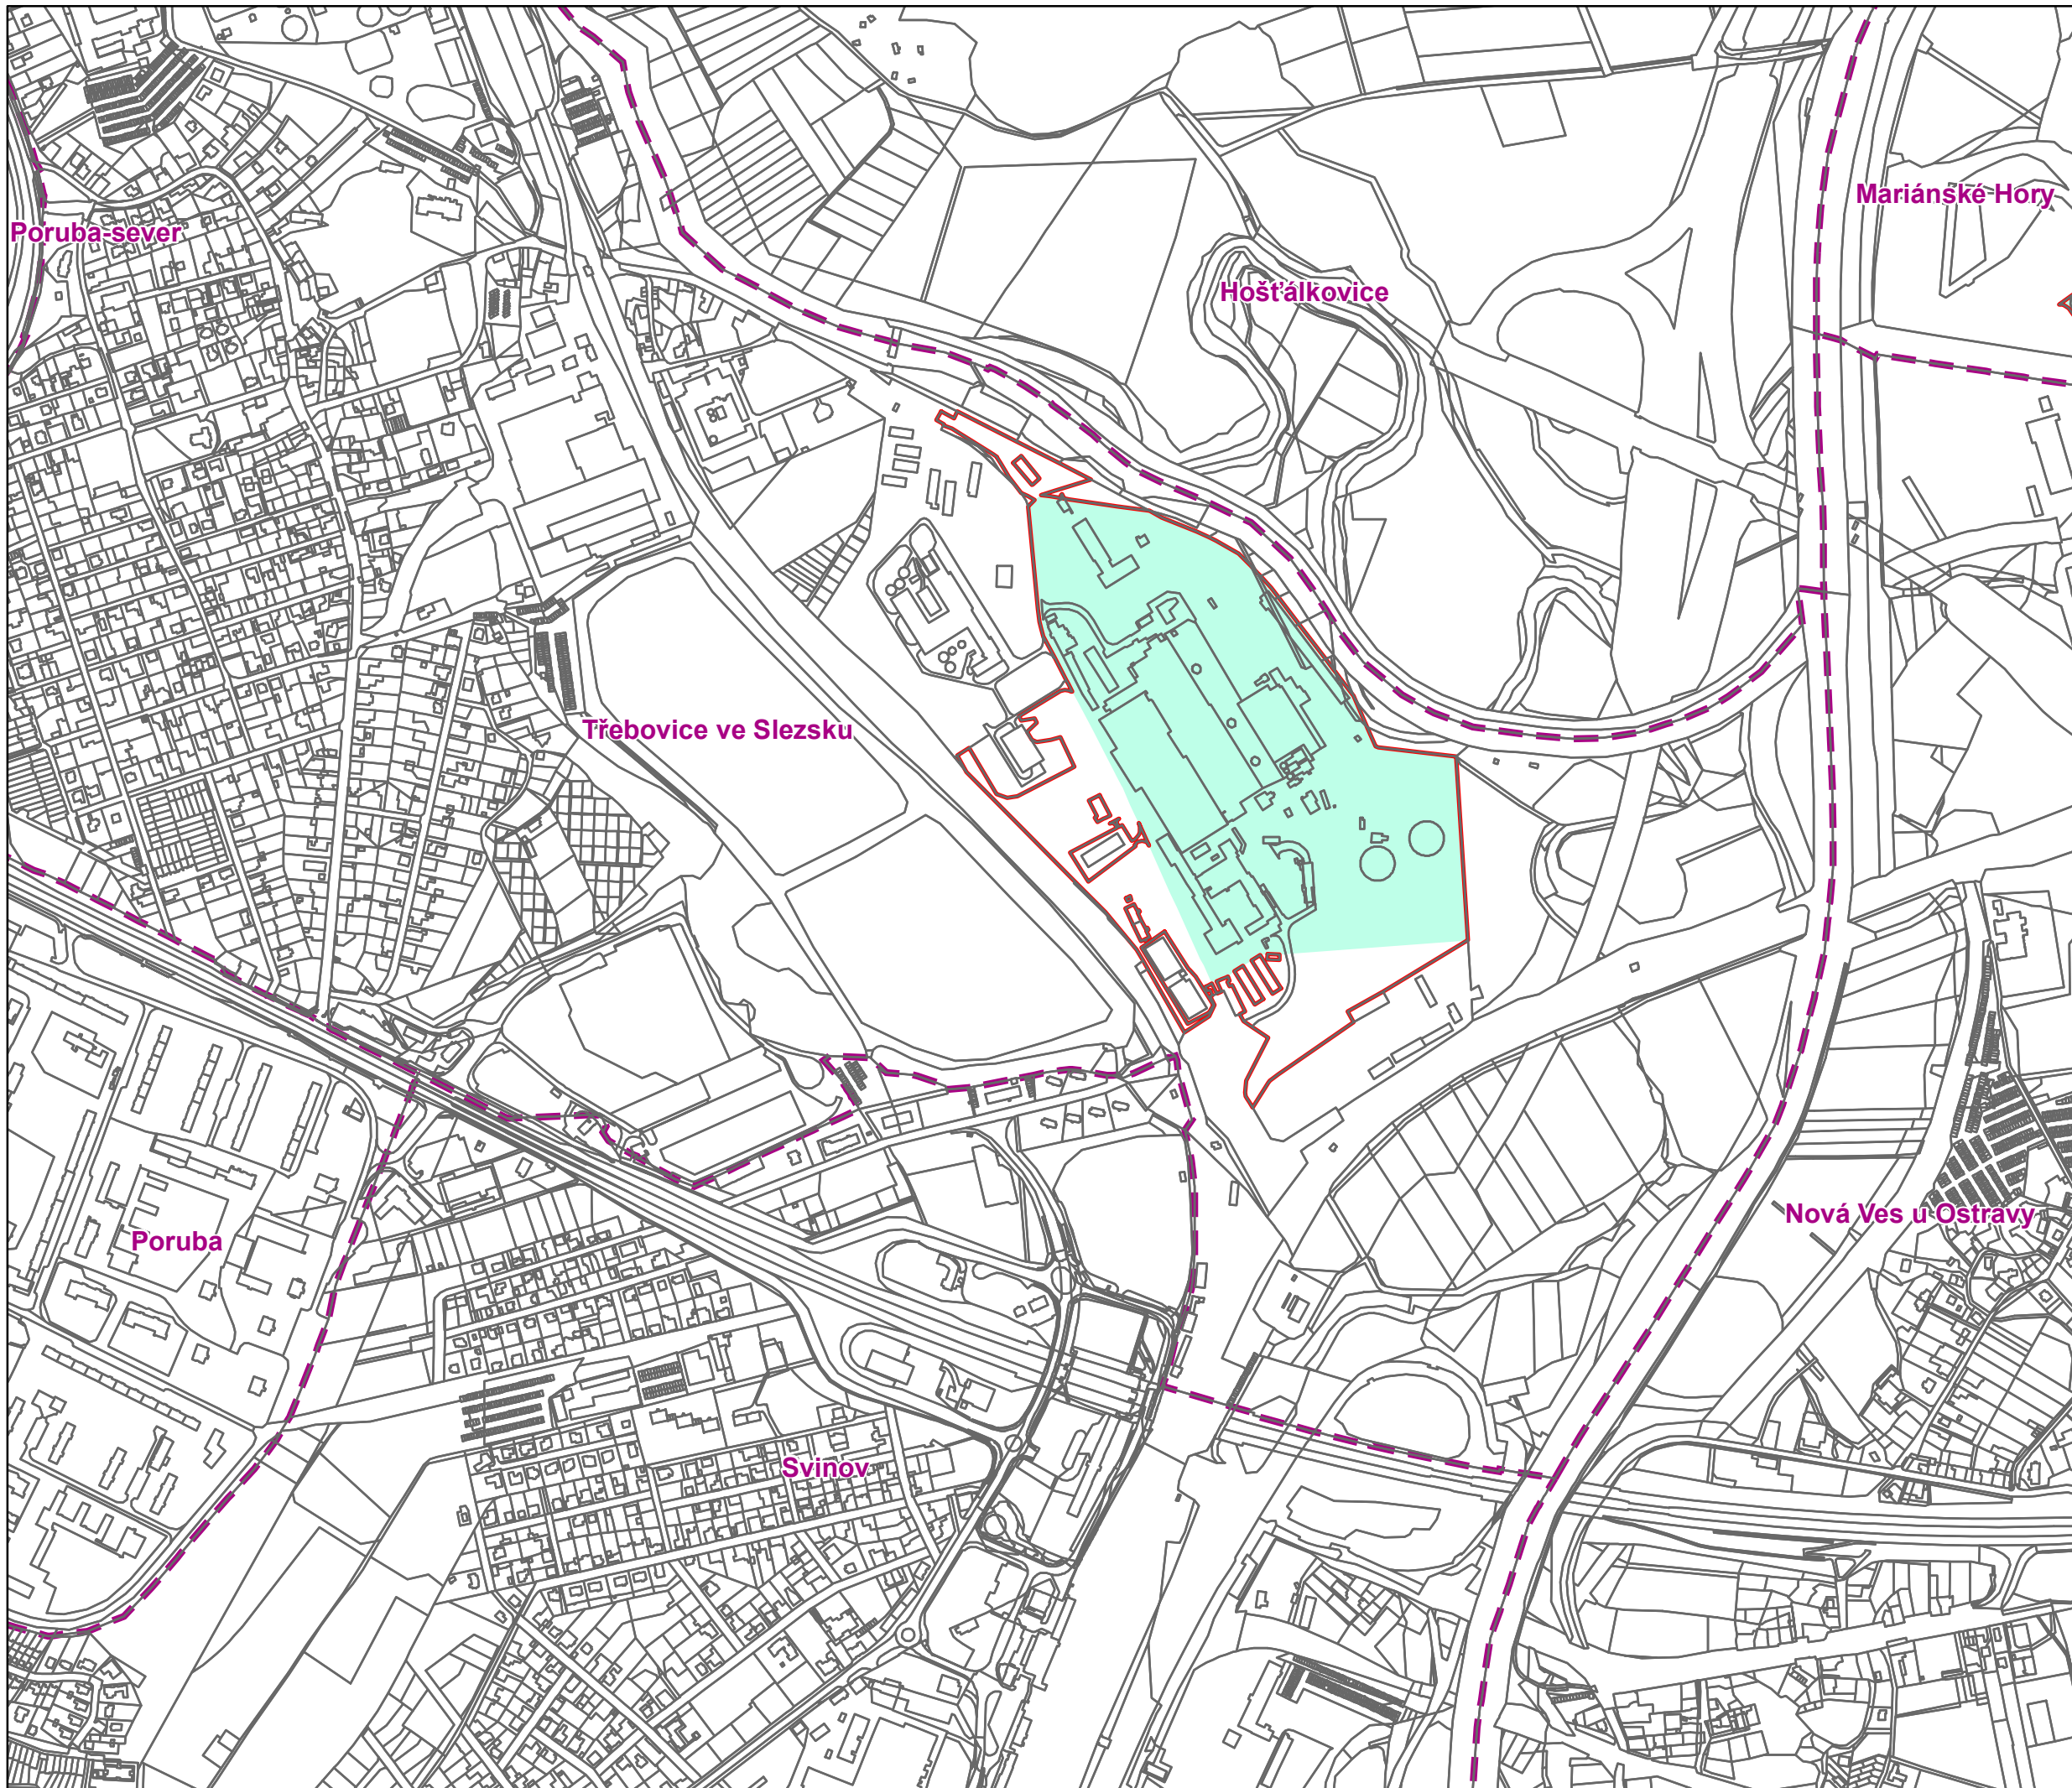 Mariánské Hory
Poruba-sever
Hošťálkovice
Třebovice ve Slezsku
Nová Ves u Ostravy
Poruba
Svinov